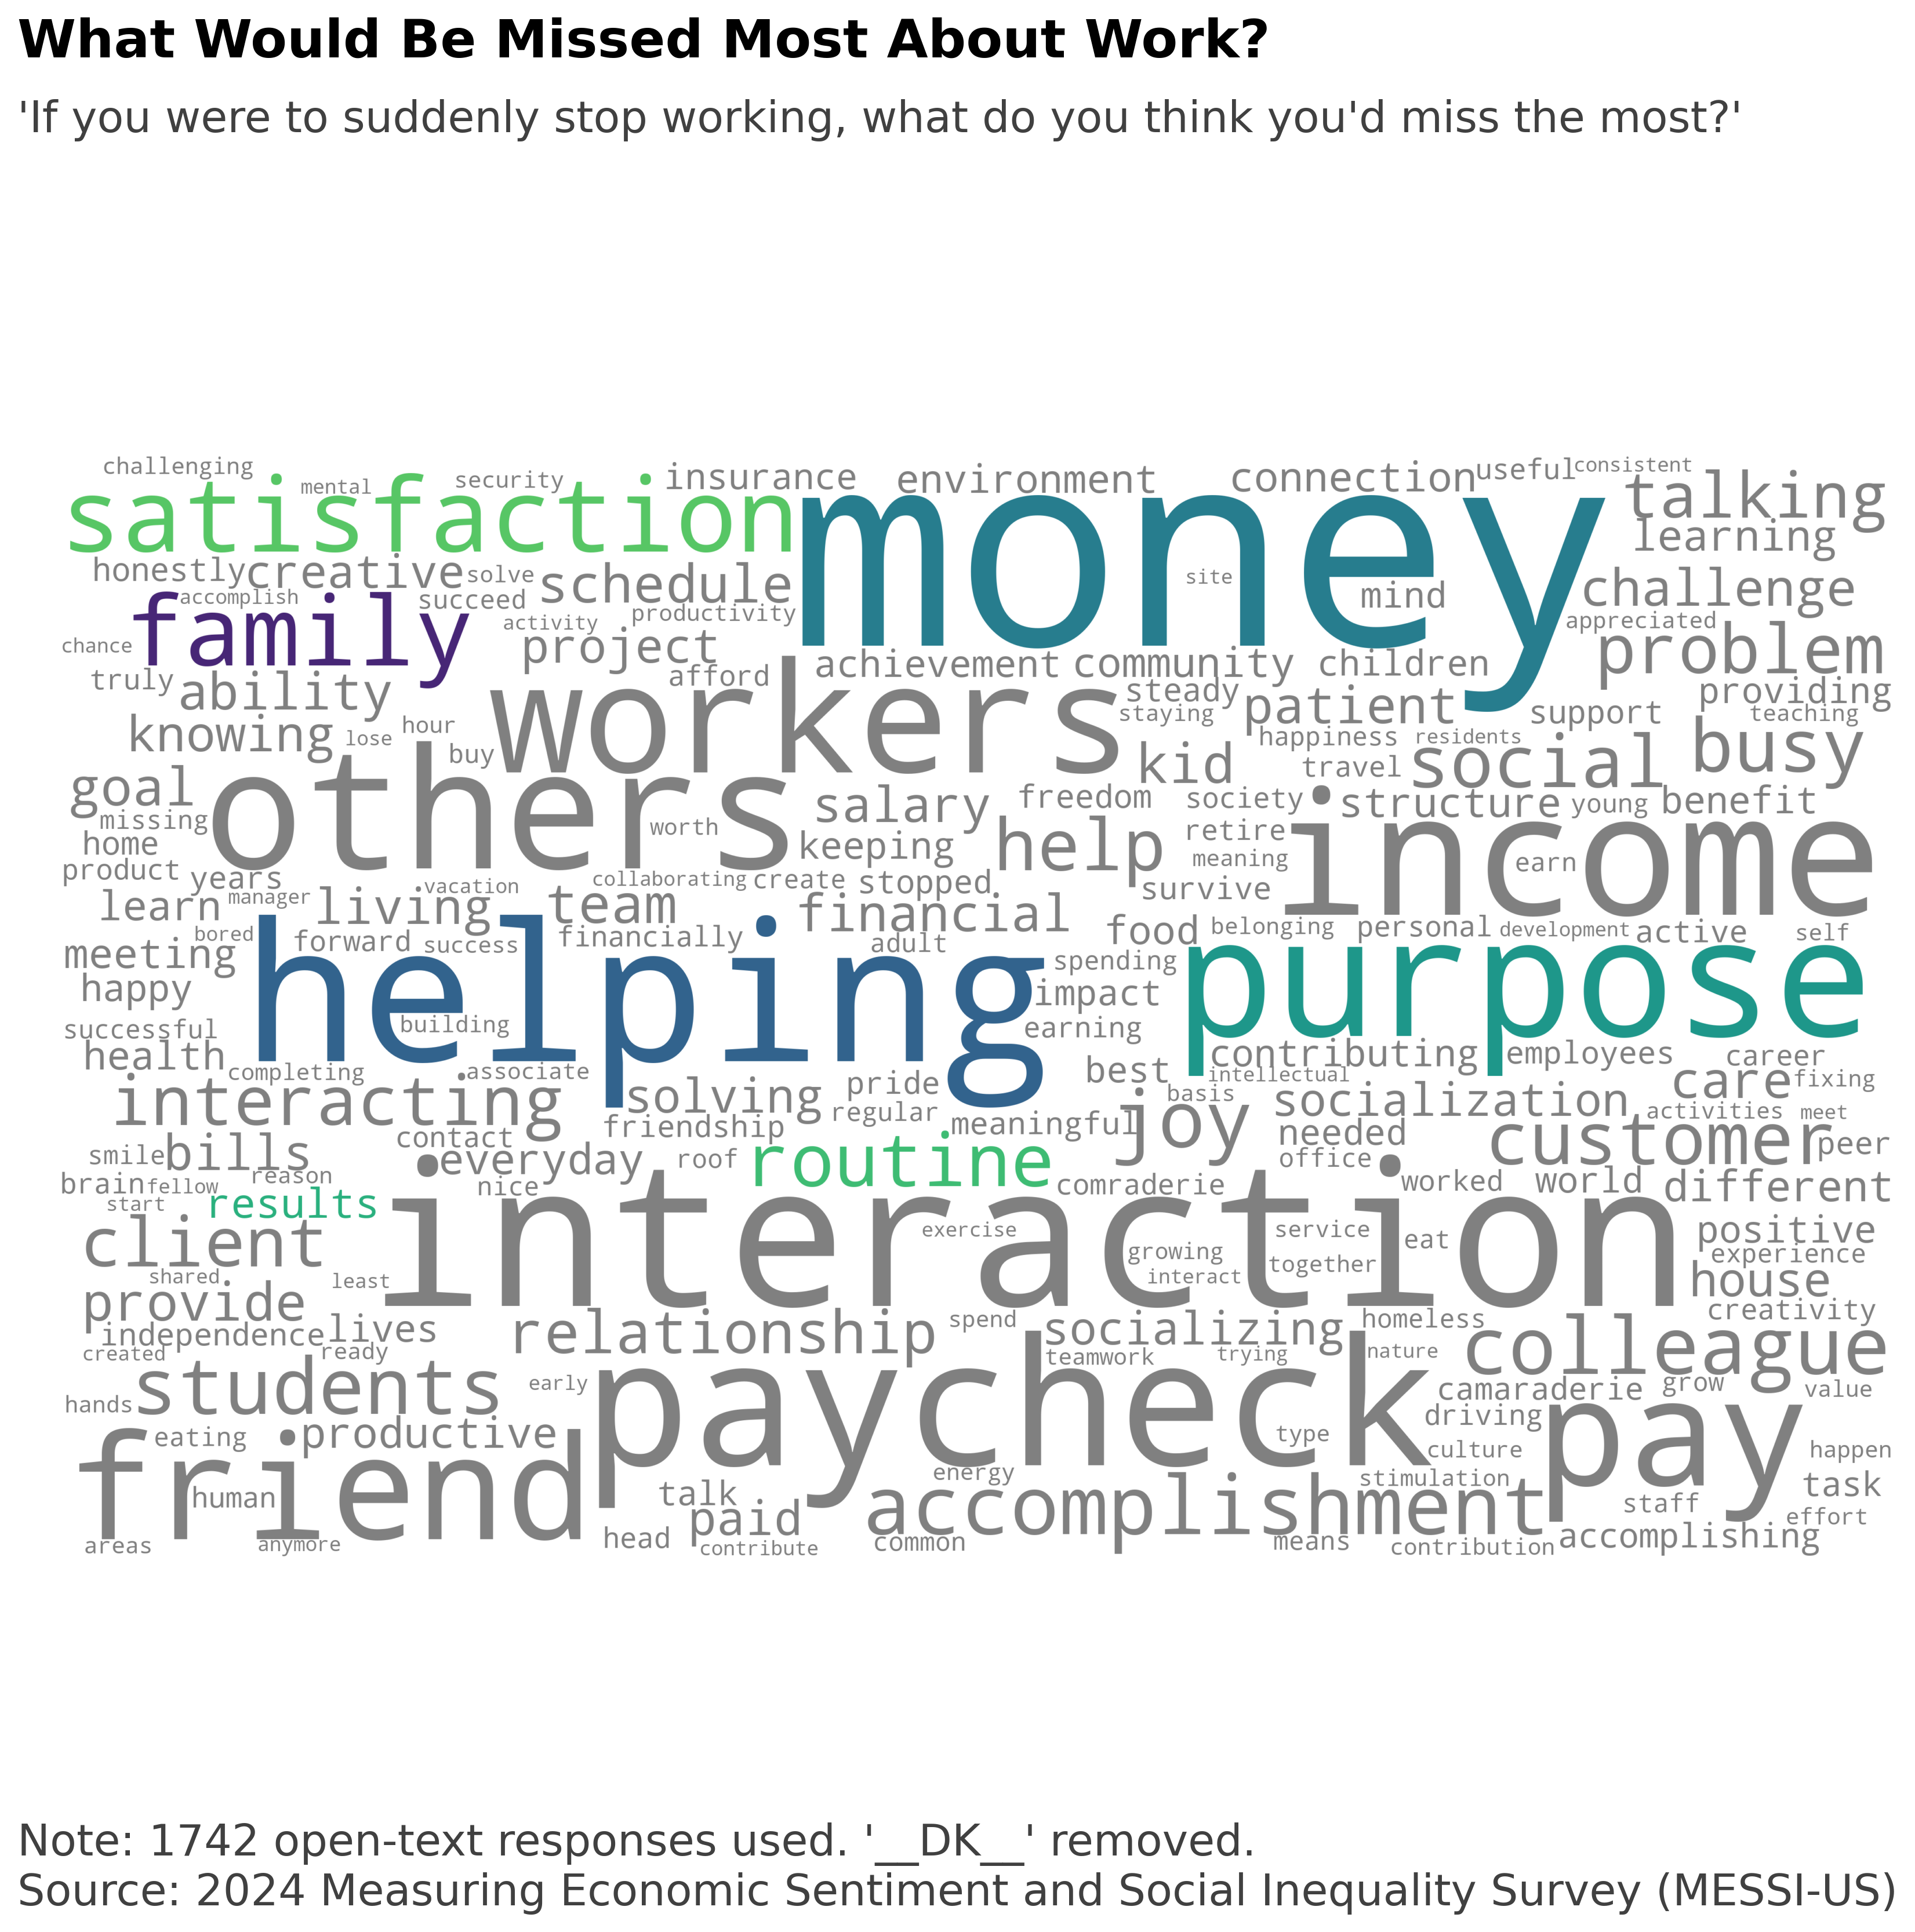 What Would Be Missed Most About Work?
'If you were to suddenly stop working, what do you think you'd miss the most?'
challenging mental security insurance environment connection useful consistent
satisfaction money talking
learning
honestly creative solve schedule site mind challenge
accomplish succeed productivity appreciated
family activity project problem
chance truly ability afford achievement community children providing
workers steady staying patient support teaching
knowing lose hour buy kid happiness residents social busy
travel
goal others salary freedom society structure young benefit
missing worth retire income
home keeping help meaning earn
product years manager vacation collaborating create stopped survive
learn living team financial food belonging personal development active self
bored forward success financially adult
meeting helping spending purpose
happy impact
successful building earning
health completing associate best contributing employees career
intellectual care fixing
interacting solving pride regular basis joy socialization activities meet
contact friendship meaningful needed customer peer
smile bills everyday roof routine office
brain fellow reason nice comraderie worked world different
start results interaction
client exercise service eat positive
growing together experience
shared least interact house
provide creativity
independence lives relationship spend socializing homeless colleague
created ready teamwork trying nature
students early paycheck camaraderie grow value
hands driving pay
eating productive type culture happen
friend energy stimulation task
human talk accomplishment staff
paid effort
areas anymore head contribute common means contribution accomplishing
Note: 1742 open-text responses used. '__DK__' removed.
Source: 2024 Measuring Economic Sentiment and Social Inequality Survey (MESSI-US)